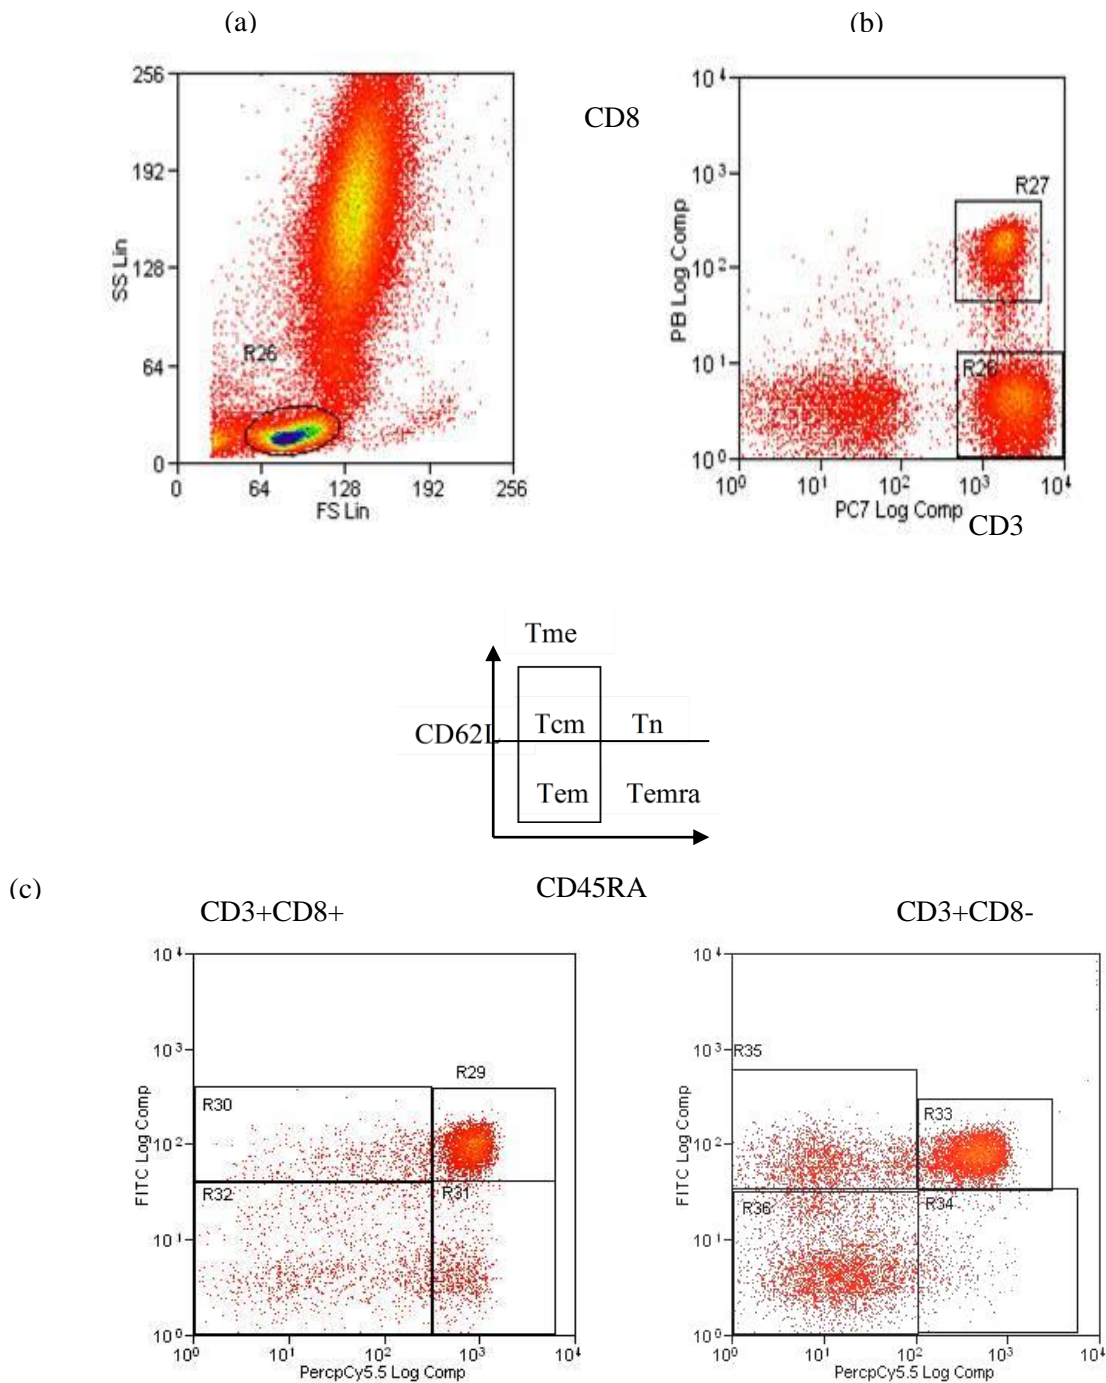 (a)
256
192
128
64
0
SS Lin
R26
0 64 128 192 256
FS Lin
(b)
CD8
10⁴
10³
10²
10¹
10⁰
PB Log Comp
R27
R28
10⁰ 10¹ 10² 10³ 10⁴
PC7 Log Comp
CD3
Tme
CD62L
Tcm Tn
Tem Temra
CD45RA
(c)
CD3+CD8+
10⁴
10³
10²
10¹
10⁰
FITC Log Comp
R29
R30
R32
R31
10⁰ 10¹ 10² 10³ 10⁴
PercpCy5.5 Log Comp
CD3+CD8-
10⁴
10³
10²
10¹
10⁰
FITC Log Comp
R35
R33
R36
R34
10⁰ 10¹ 10² 10³ 10⁴
PercpCy5.5 Log Comp